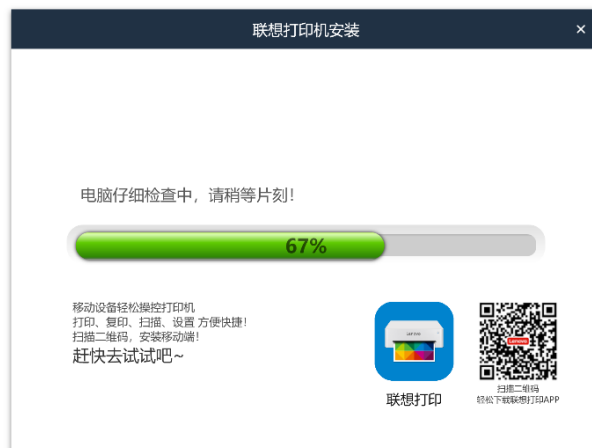 联想打印机安装
×
电脑仔细检查中，请稍等片刻！
67%
移动设备轻松操控打印机
打印、复印、扫描、设置 方便快捷！
扫描二维码，安装移动端！
赶快去试试吧~
Lenovo
联想打印
扫描二维码
轻松下载联想打印APP